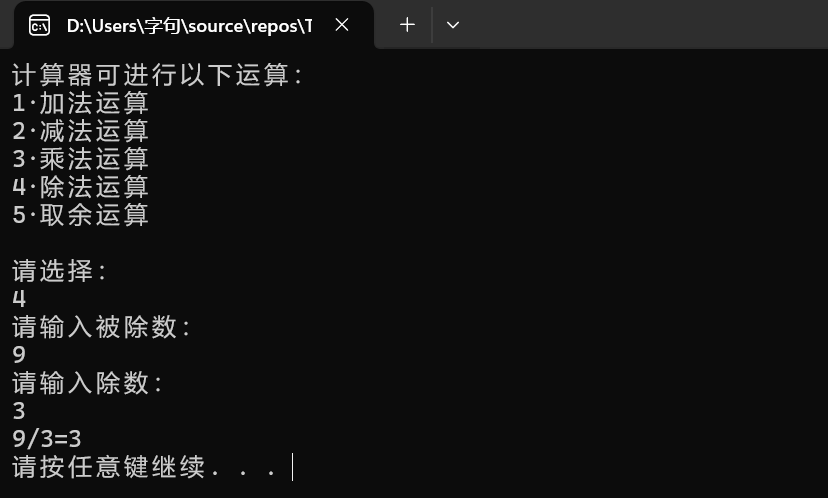 D:\Users\字句\source\repos\T
计算器可进行以下运算:
1·加法运算
2·减法运算
3·乘法运算
4·除法运算
5·取余运算
请选择:
4
请输入被除数:
9
请输入除数:
3
9/3=3
请按任意键继续. . .